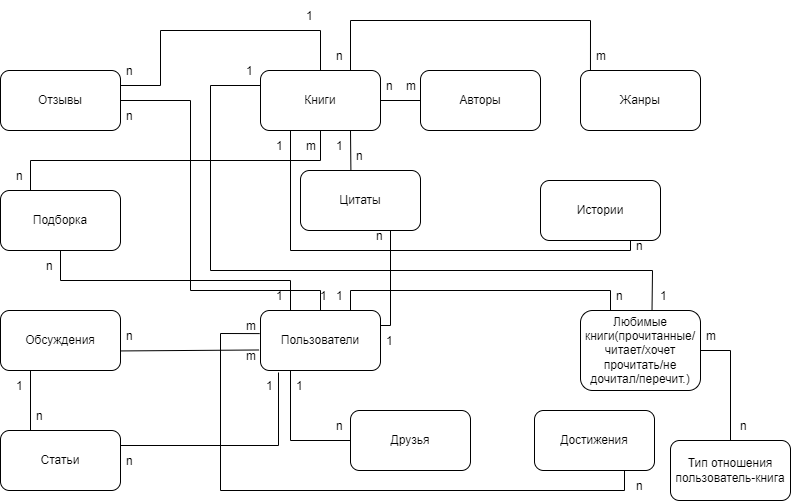 1
n
n
m
Отзывы
n
1
Книги
n
m
Авторы
Жанры
1
m
1
n
n
Подборка
Цитаты
Истории
n
n
n
1
1
1
n
1
Обсуждения
n
m
m
Пользователи
1
Любимые
книги(прочитанные/
читает/хочет
прочитать/не
дочитал/перечит.)
m
1
n
1
1
n
n
Статьи
n
Друзья
Достижения
n
Тип отношения
пользователь-книга
n